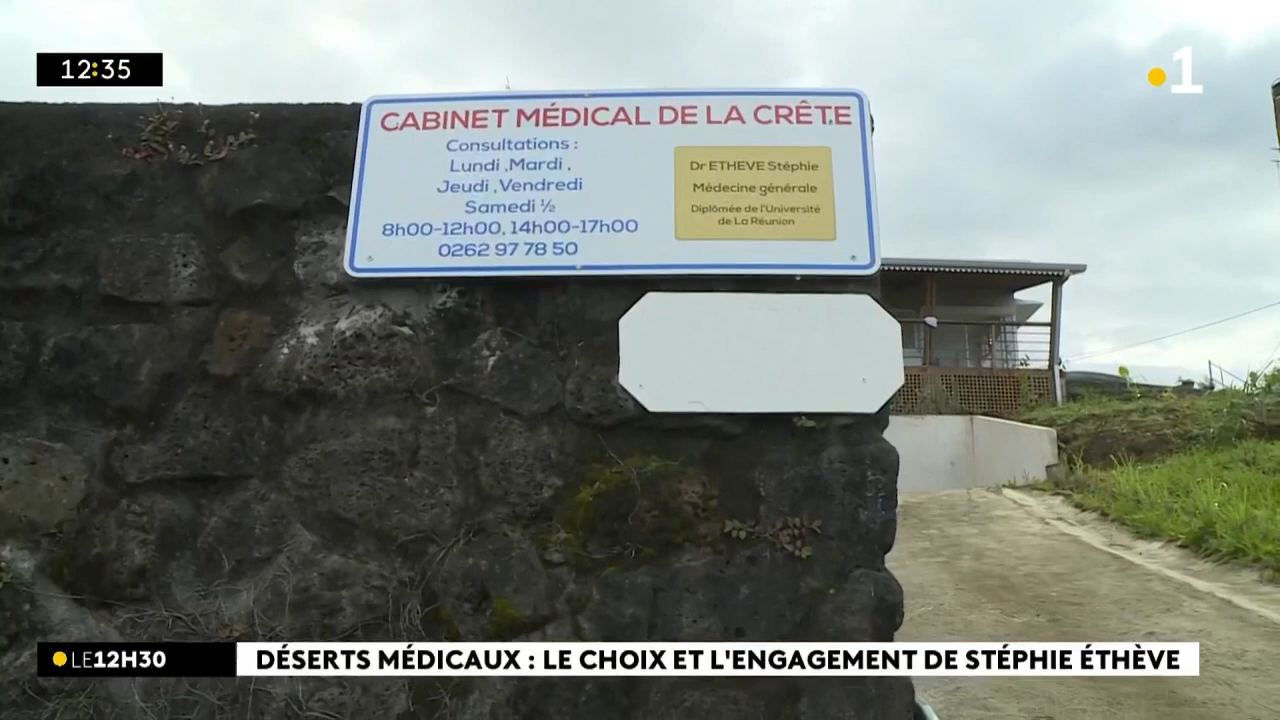 12:35
1
CABINET MÉDICAL DE LA CRÊTE
Consultations :
Lundi ,Mardi ,
Jeudi ,Vendredi
Samedi ½
8h00-12h00, 14h00-17h00
0262 97 78 50
Dr ETHEVE Stéphie
Médecine générale
Diplômée de l'Université
de La Réunion
LE12H30
DÉSERTS MÉDICAUX : LE CHOIX ET L'ENGAGEMENT DE STÉPHIE ÉTHÈVE